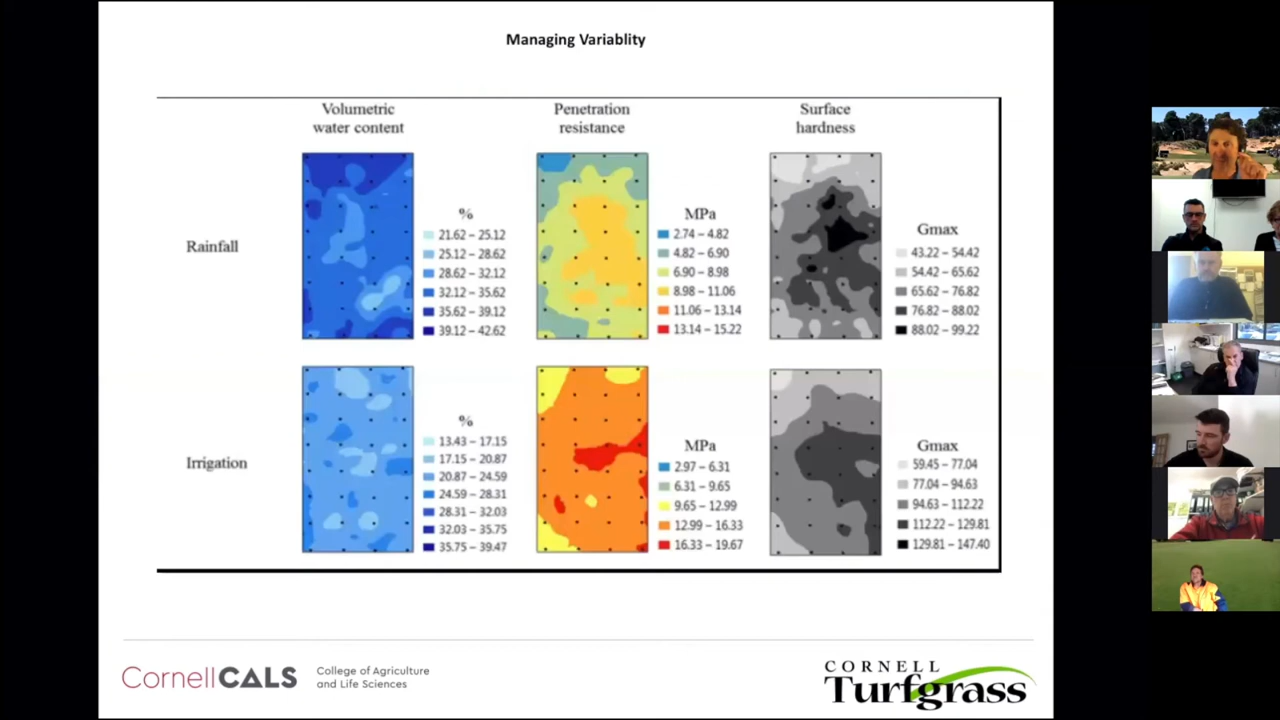 Managing Variablity
Volumetric
water content
Penetration
resistance
Surface
hardness
Rainfall
%
21.62 – 25.12
25.12 – 28.62
28.62 – 32.12
32.12 – 35.62
35.62 – 39.12
39.12 – 42.62
MPa
2.74 – 4.82
4.82 – 6.90
6.90 – 8.98
8.98 – 11.06
11.06 – 13.14
13.14 – 15.22
Gmax
43.22 – 54.42
54.42 – 65.62
65.62 – 76.82
76.82 – 88.02
88.02 – 99.22
Irrigation
%
13.43 – 17.15
17.15 – 20.87
20.87 – 24.59
24.59 – 28.31
28.31 – 32.03
32.03 – 35.75
35.75 – 39.47
MPa
2.97 – 6.31
6.31 – 9.65
9.65 – 12.99
12.99 – 16.33
16.33 – 19.67
Gmax
59.45 – 77.04
77.04 – 94.63
94.63 – 112.22
112.22 – 129.81
129.81 – 147.40
CornellCALS
College of Agriculture
and Life Sciences
CORNELL
Turfgrass